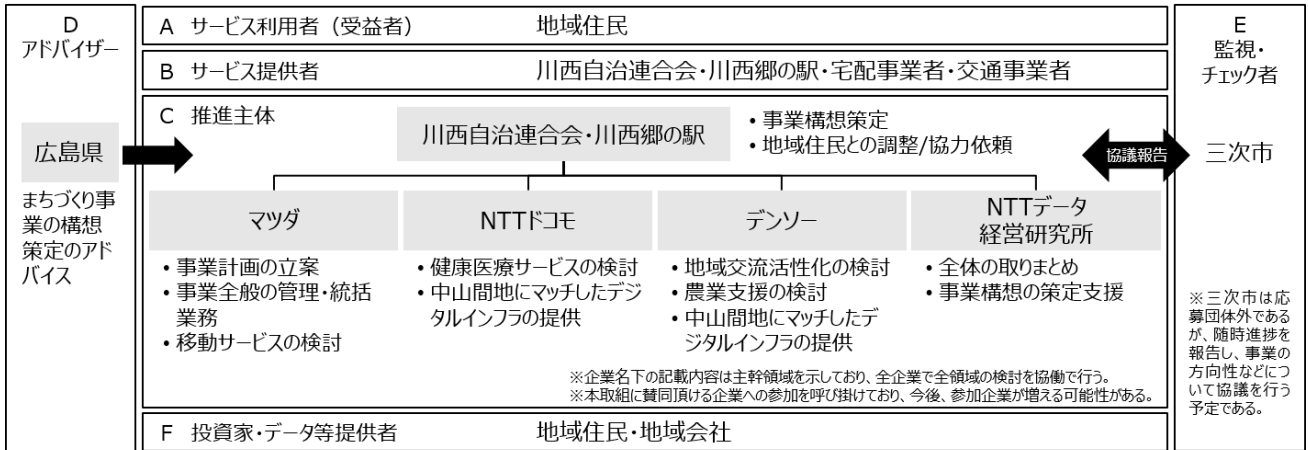 D
アドバイザー
広島県
まちづくり事
業の構想
策定のアド
バイス
A サービス利用者（受益者）
地域住民
B サービス提供者
川西自治連合会・川西郷の駅・宅配事業者・交通事業者
C 推進主体
川西自治連合会・川西郷の駅
• 事業構想策定
• 地域住民との調整/協力依頼
マツダ
• 事業計画の立案
• 事業全般の管理・統括
業務
• 移動サービスの検討
NTTドコモ
• 健康医療サービスの検討
• 中山間地にマッチしたデジ
タルインフラの提供
デンソー
• 地域交流活性化の検討
• 農業支援の検討
• 中山間地にマッチしたデ
ジタルインフラの提供
NTTデータ
経営研究所
• 全体の取りまとめ
• 事業構想の策定支援
※企業名下の記載内容は主幹領域を示しており、全企業で全領域の検討を協働で行う。
※本取組に賛同頂ける企業への参加を呼び掛けており、今後、参加企業が増える可能性がある。
F 投資家・データ等提供者
地域住民・地域会社
協議報告
E
監視・
チェック者
三次市
※三次市は応
募団体外である
が、随時進捗を
報告し、事業の
方向性などにつ
いて協議を行う
予定である。